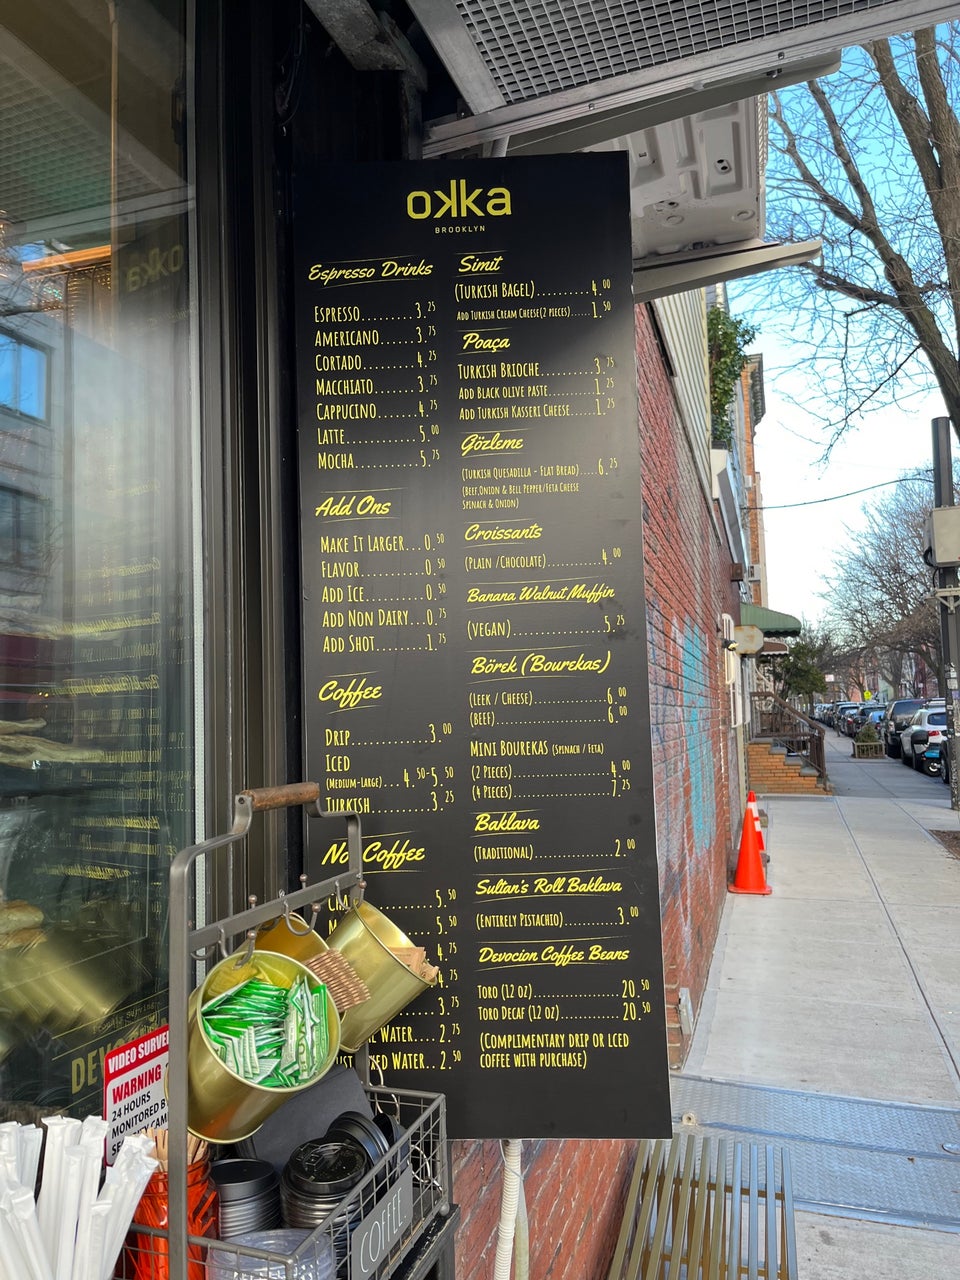 okka
BROOKLYN
Espresso Drinks
Espresso.........3.25
Americano......3.75
Cortado.........4.25
Macchiato.......3.75
Cappucino.......4.75
Latte............5.00
Mocha...........5.75
Add Ons
Make It Larger...0.50
Flavor..........0.50
Add Ice.........0.50
Add Non Dairy...0.75
Add Shot........1.75
Coffee
Drip............3.00
Iced
(Medium-Large)....4.50-5.50
Turkish.........3.25
Coffee
5.50
5.50
4.75
4.75
3.75
Water....2.75
Water..2.50
Simit
(Turkish Bagel)..........4.00
Add Turkish Cream Cheese(2 pieces)......1.50
Poaça
Turkish Brioche..........3.75
Add Black olive paste.........1.25
Add Turkish Kasseri Cheese......1.25
Gözleme
(Turkish Quesadilla - Flat Bread).....6.25
(Beef,Onion & Bell Pepper/Feta Cheese
Spinach & Onion)
Croissants
(Plain /Chocolate)...........4.00
Banana Walnut Muffin
(Vegan)................5.25
Börek (Bourekas)
(Leek / Cheese)...............6.00
(Beef).......................6.00
Mini Bourekas (Spinach / Feta)
(2 Pieces)....................4.00
(4 Pieces)....................7.25
Baklava
(Traditional)................2.00
Sultan's Roll Baklava
(Entirely Pistachio)...........3.00
Devocion Coffee Beans
Toro (12 oz)..................20.50
Toro Decaf (12 oz)............20.50
(Complimentary drip or lced
coffee with purchase)
VIDEO SURVE
WARNING
24 HOURS
MONITORED B
COFFEE